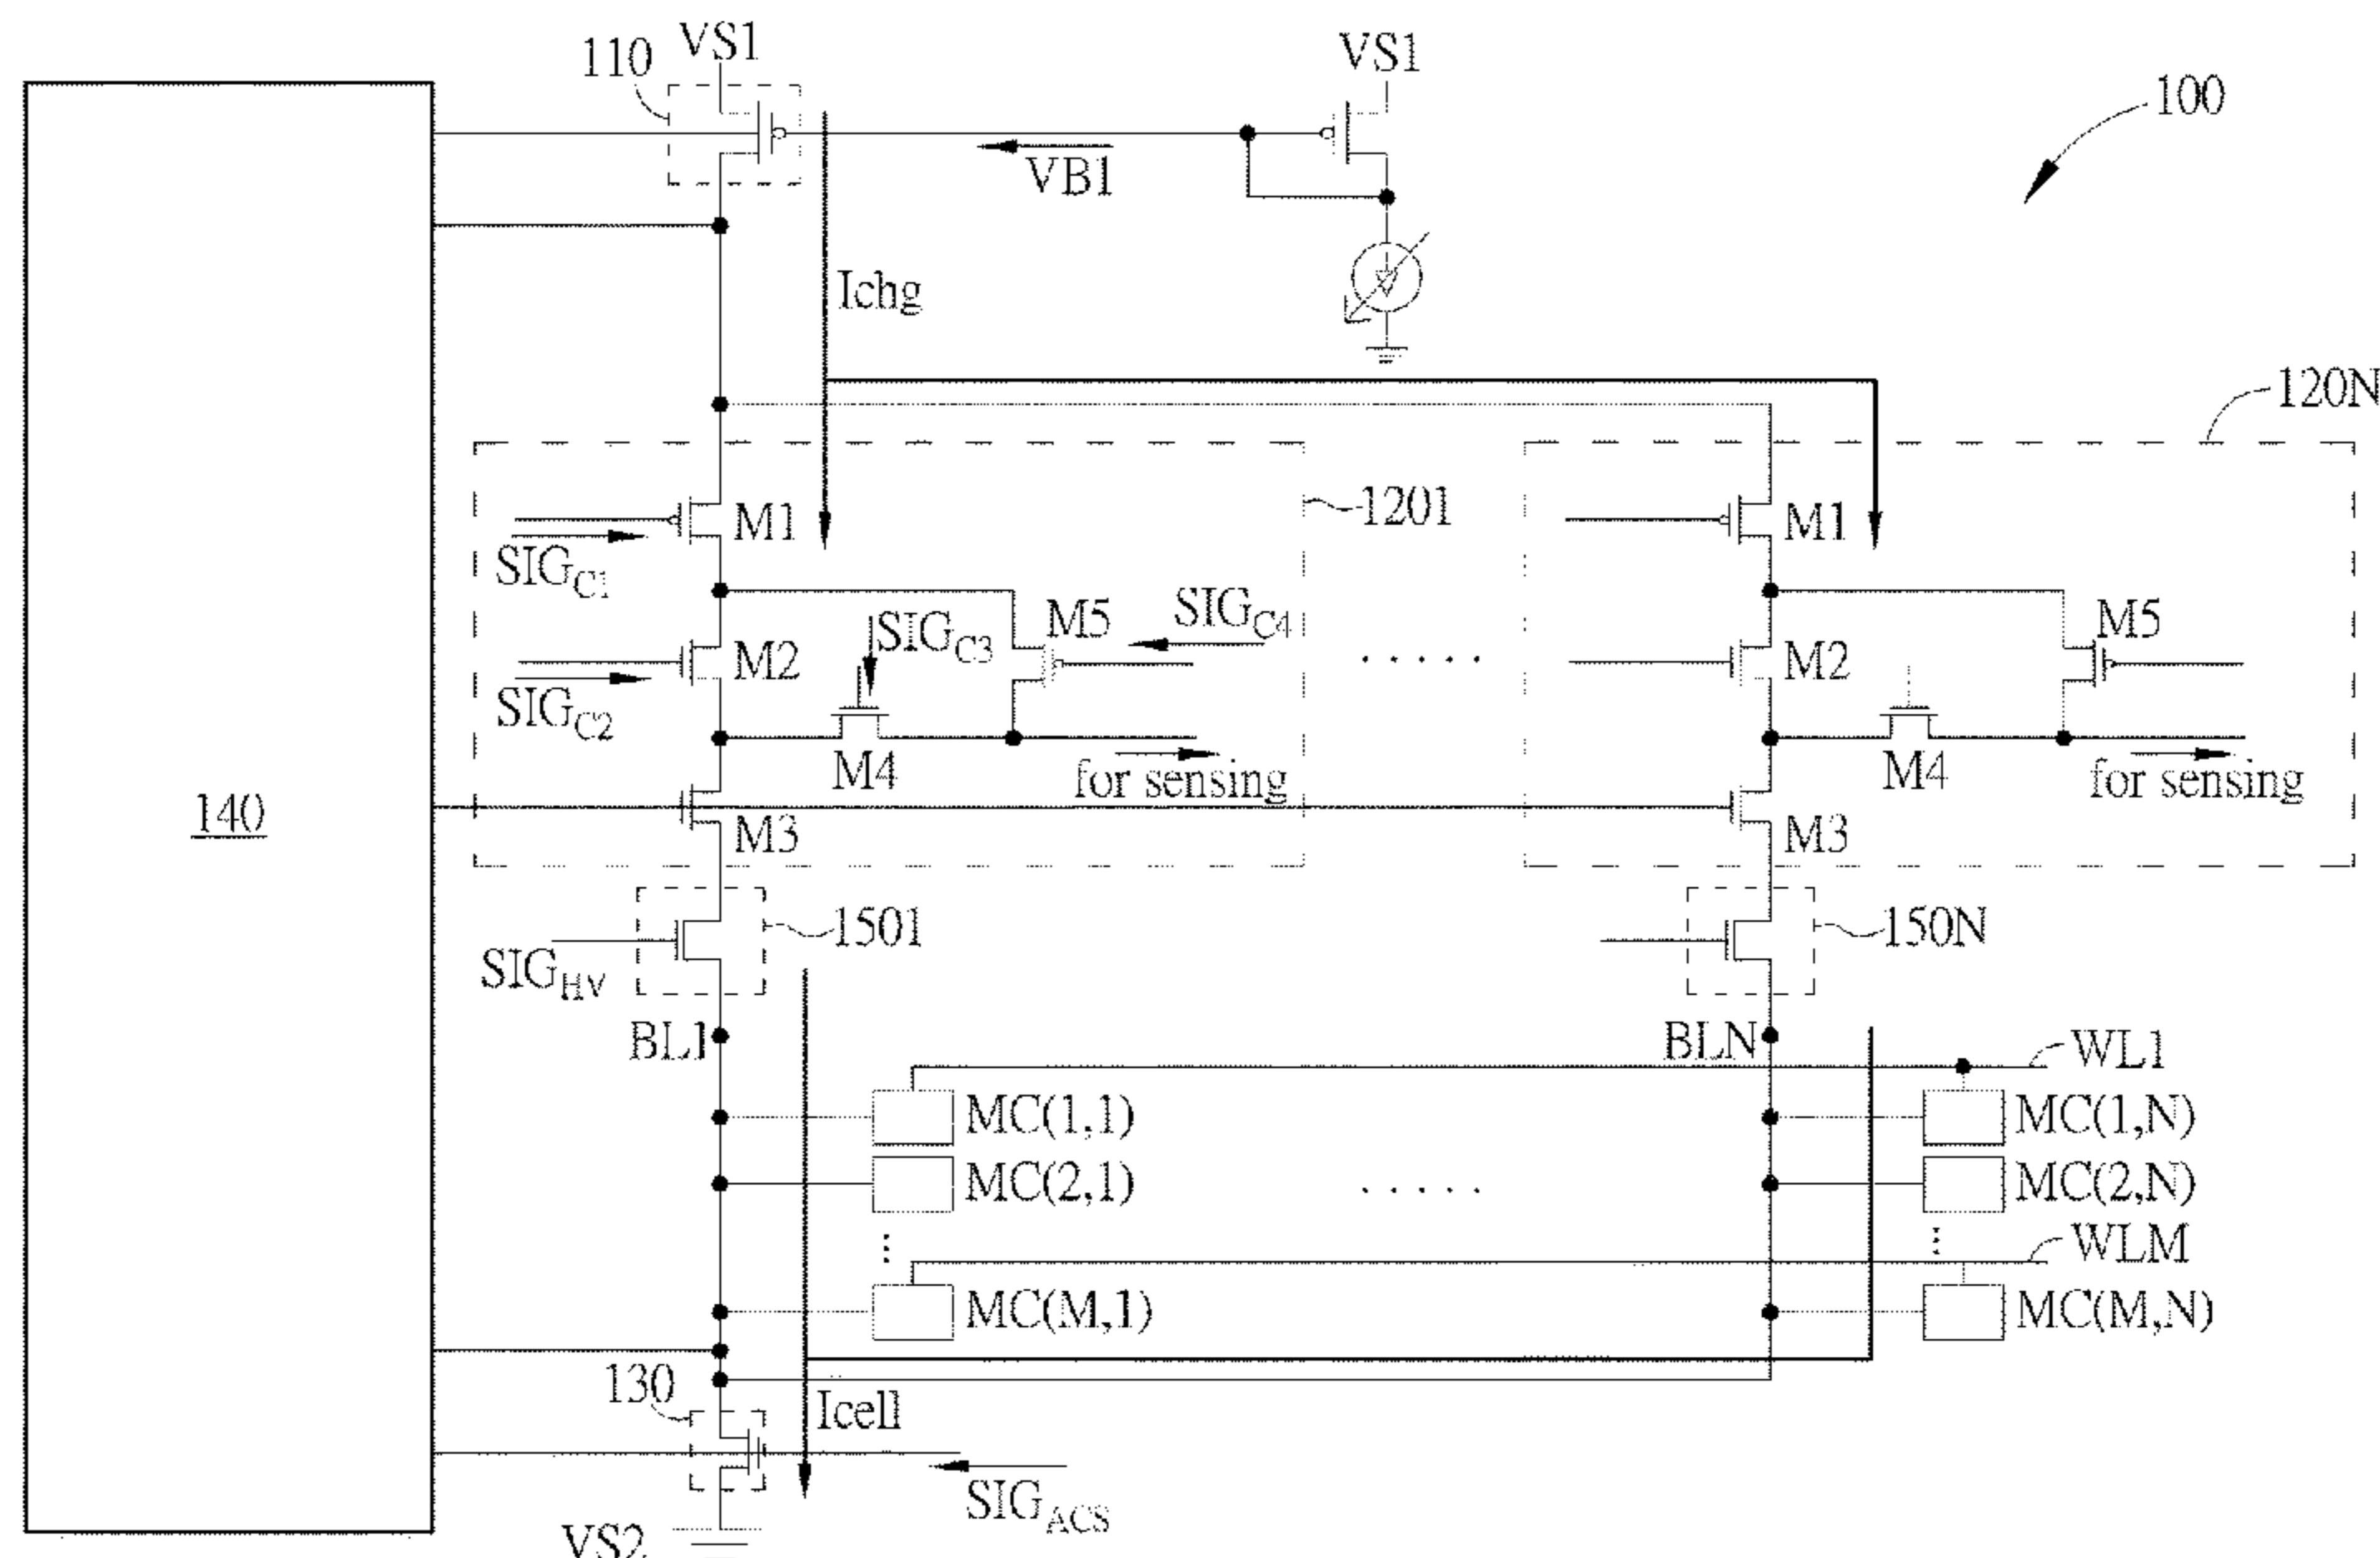 VS1
110
VS1
100
VB1
Ichg
120N
M1
1201
M1
SIGC1
M5
SIGC4
SIGC3
M5
M2
. . . . .
M2
SIGC2
M4
for sensing
M4
for sensing
140
M3
M3
1501
150N
SIGHV
BL1
BLN
WL1
MC(1,1)
MC(1,N)
MC(2,1)
. . . . .
MC(2,N)
WLM
MC(M,1)
MC(M,N)
130
Icell
SIGACS
VS2